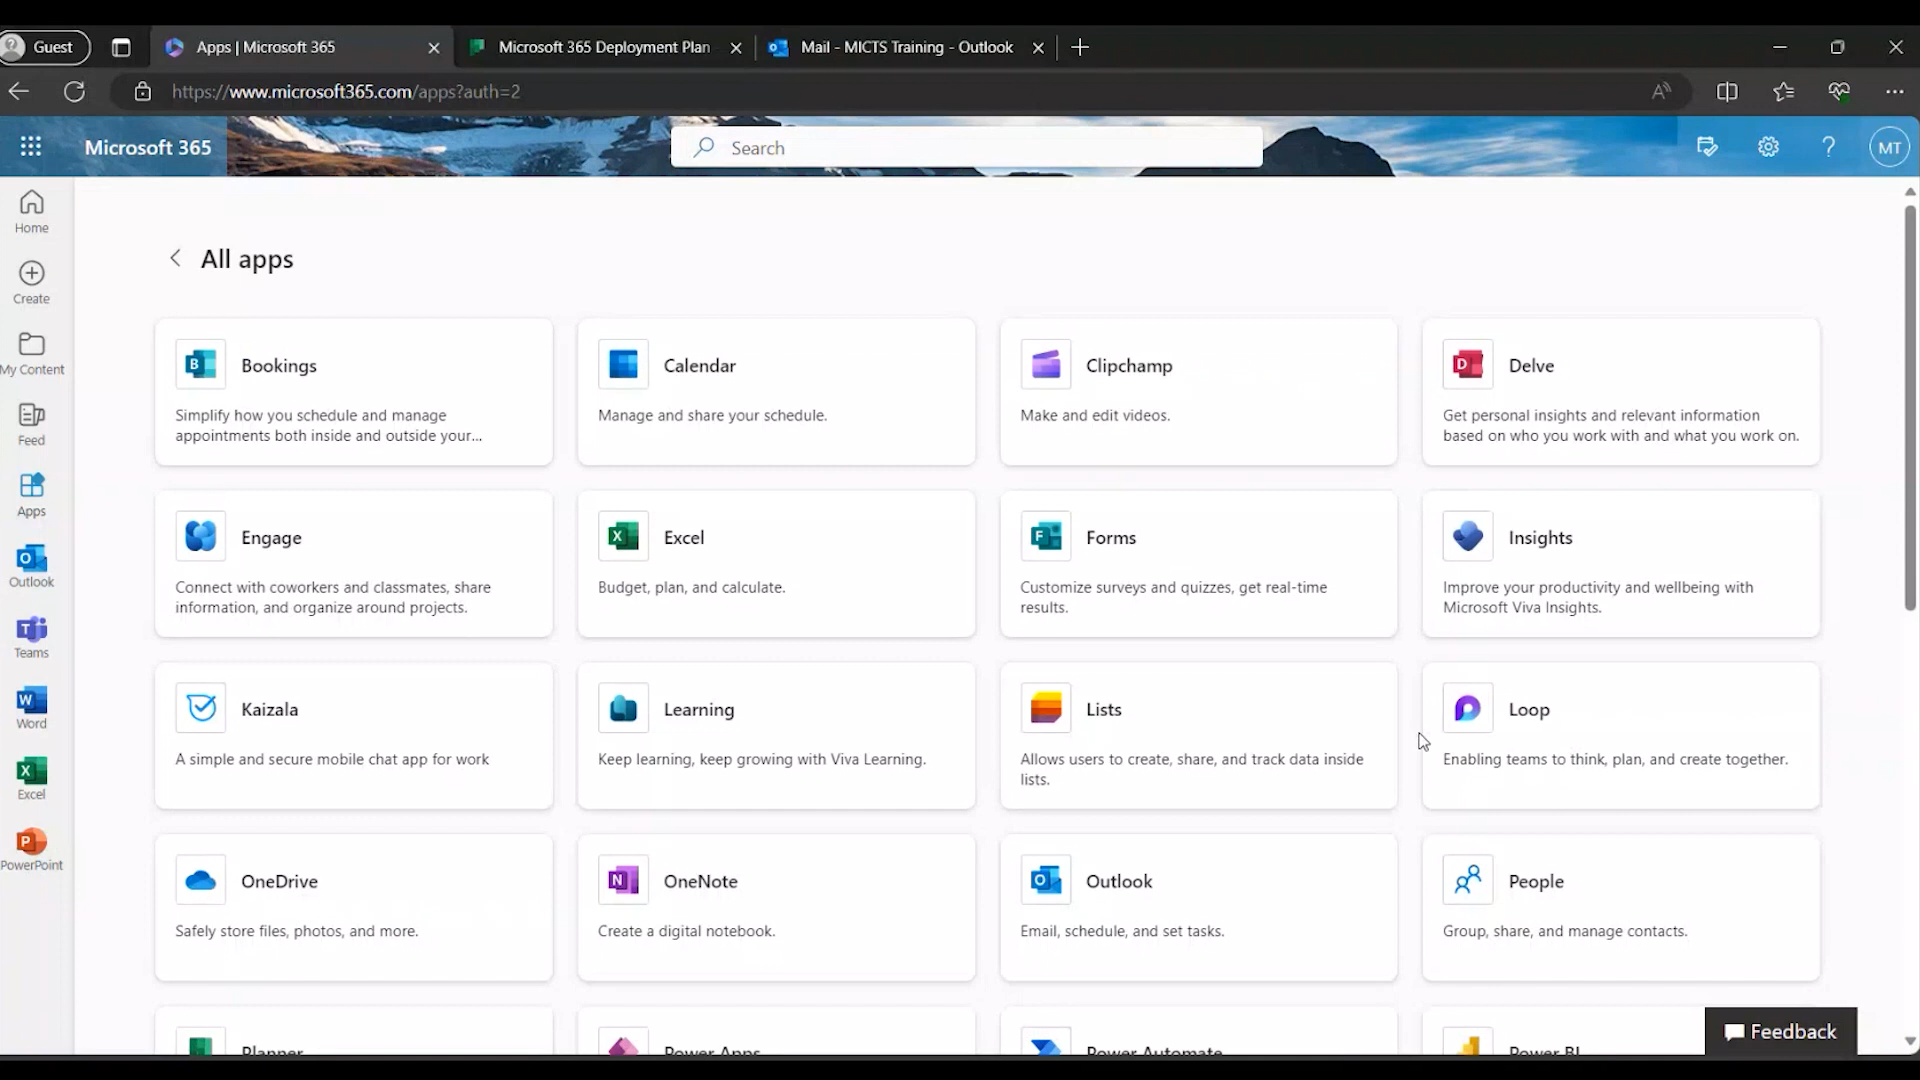 Guest
Apps | Microsoft 365
Microsoft 365 Deployment Plan
Mail - MICTS Training - Outlook
https://www.microsoft365.com/apps?auth=2
Microsoft 365
Search
MT
Home
Create
My Content
Feed
Apps
Outlook
Teams
Word
Excel
PowerPoint
All apps
Bookings
Simplify how you schedule and manage
appointments both inside and outside your...
Calendar
Manage and share your schedule.
Clipchamp
Make and edit videos.
Delve
Get personal insights and relevant information
based on who you work with and what you work on.
Engage
Connect with coworkers and classmates, share
information, and organize around projects.
Excel
Budget, plan, and calculate.
Forms
Customize surveys and quizzes, get real-time
results.
Insights
Improve your productivity and wellbeing with
Microsoft Viva Insights.
Kaizala
A simple and secure mobile chat app for work
Learning
Keep learning, keep growing with Viva Learning.
Lists
Allows users to create, share, and track data inside
lists.
Loop
Enabling teams to think, plan, and create together.
OneDrive
Safely store files, photos, and more.
OneNote
Create a digital notebook.
Outlook
Email, schedule, and set tasks.
People
Group, share, and manage contacts.
Planner
Power Apps
Power Automate
Power BI
Feedback